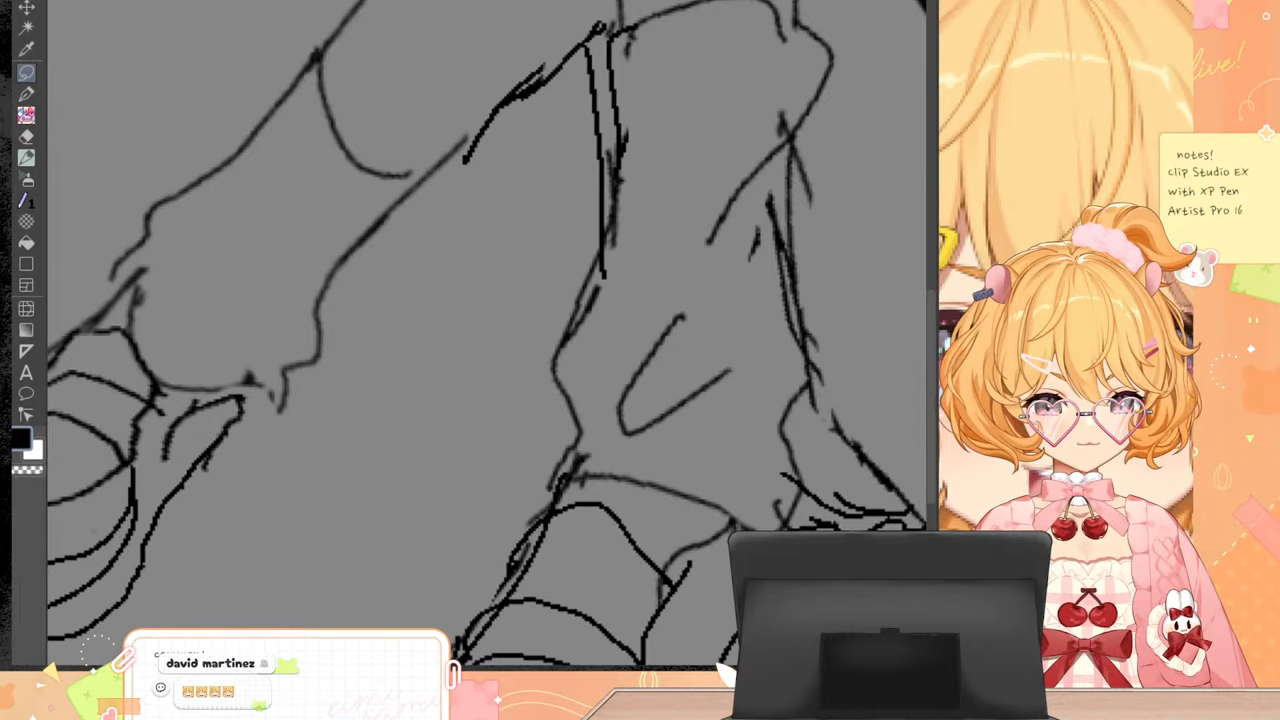 live!
notes!
Clip Studio EX
with XP Pen
Artist Pro 16
david martinez